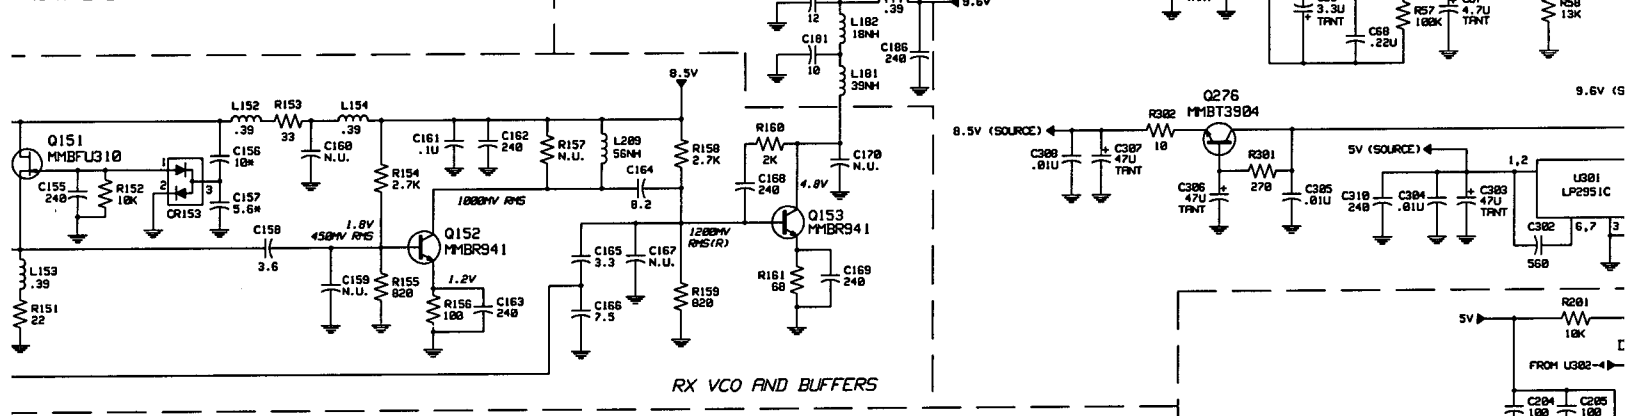 12
L182
18NH
.39
9.6V
C181
10
C186
240
L181
39NH
3.3U
TANT
C68
.22U
R57
100K
4.7U
TANT
R58
13K
8.5V
9.6V (S
Q151
MMBFU310
L152
.39
R153
33
L154
.39
C156
10*
C160
N.U.
1
2
3
C155
240
R152
10K
CR153
C157
5.6*
R154
2.7K
C161
.1U
C162
240
R157
N.U.
L209
56NH
R158
2.7K
C164
8.2
1000MV RMS
R160
2K
C168
240
4.8V
C170
N.U.
Q153
MMBR941
1200MV
RMS(R)
C158
3.6
1.8V
450MV RMS
Q152
MMBR941
1.2V
L153
.39
R151
22
C159
N.U.
R155
820
R156
100
C163
240
C165
3.3
C167
N.U.
C166
7.5
R159
820
R161
68
C169
240
RX VCO AND BUFFERS
8.5V (SOURCE)
R302
10
Q276
MMBT3904
C308
.01U
C307
47U
TANT
R301
270
C306
47U
TANT
C305
.01U
5V (SOURCE)
1,2
U301
LP2951C
C310
240
C304
.01U
C303
47U
TANT
C302
560
6,7
3
5V
R201
10K
FROM U302-4
C204
100
C205
100